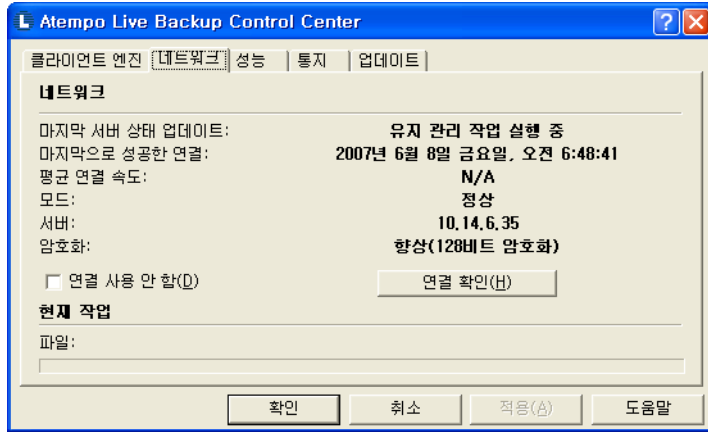 Atempo Live Backup Control Center
클라이언트 엔진 네트워크 성능 통지 업데이트
네트워크
마지막 서버 상태 업데이트: 유지 관리 작업 실행 중
마지막으로 성공한 연결: 2007년 6월 8일 금요일, 오전 6:48:41
평균 연결 속도: N/A
모드: 정상
서버: 10.14.6.35
암호화: 향상(128비트 암호화)
연결 사용 안 함(D) 연결 확인(H)
현재 작업
파일:
확인 취소 적용(A) 도움말